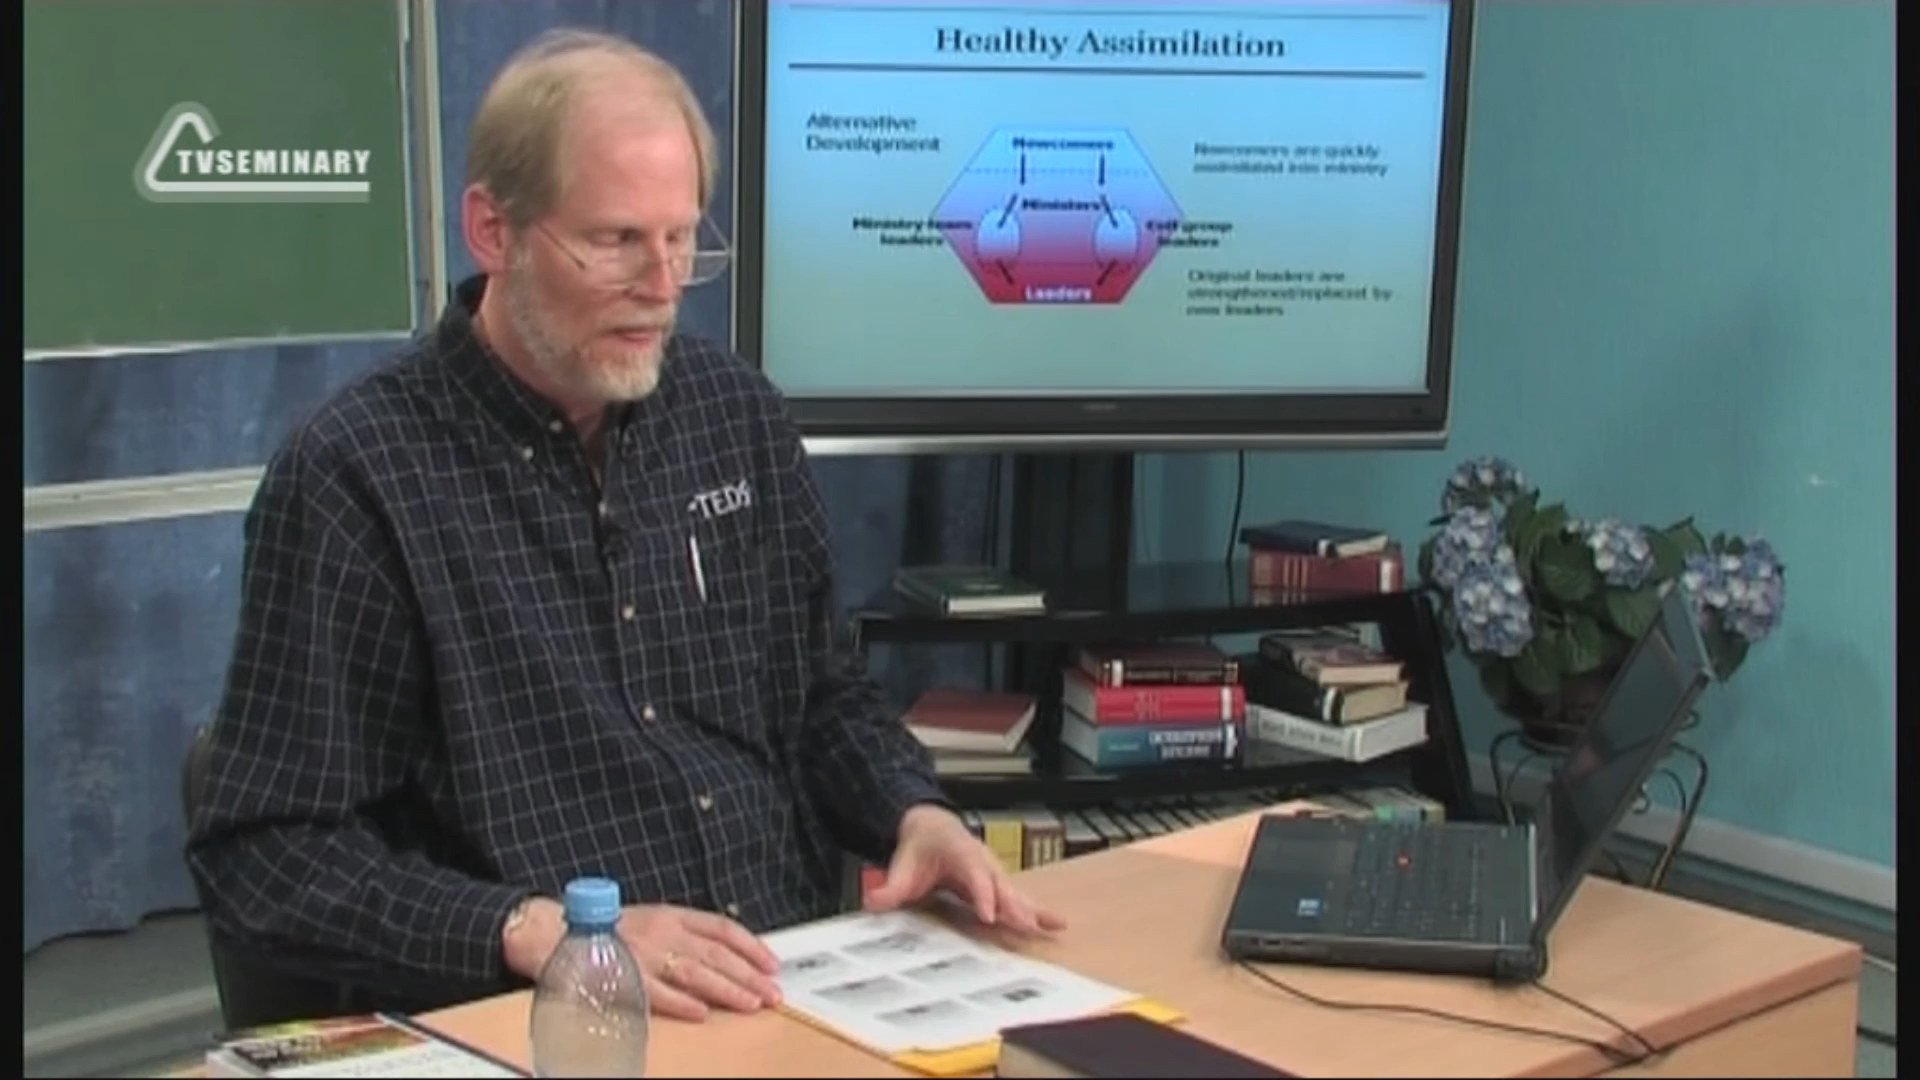 TVSEMINARY
Healthy Assimilation
Alternative
Development
Newcomers
Newcomers are quickly
assimilated into ministry
Ministers
Ministry team
leaders
Cell group
leaders
Original leaders are
strengthened/replaced by
new leaders
Leaders
TEDS